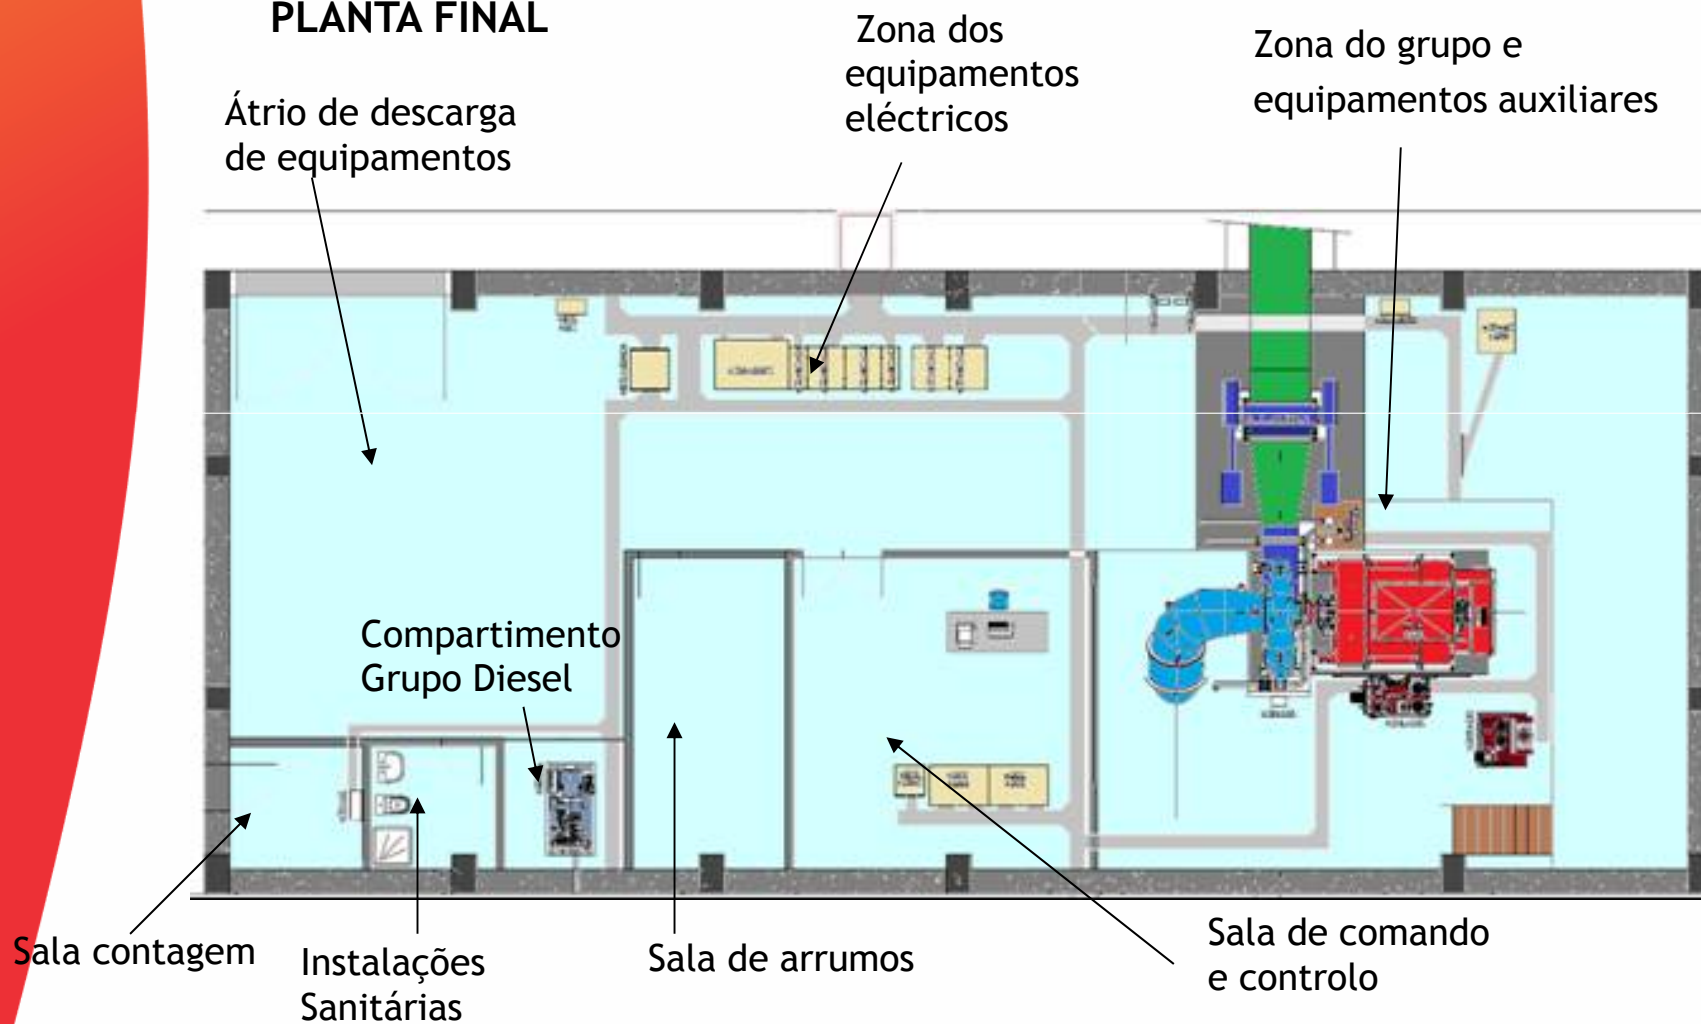 PLANTA FINAL
Zona dos
equipamentos
eléctricos
Zona do grupo e
equipamentos auxiliares
Átrio de descarga
de equipamentos
Compartimento
Grupo Diesel
Sala contagem
Instalações
Sanitárias
Sala de arrumos
Sala de comando
e controlo